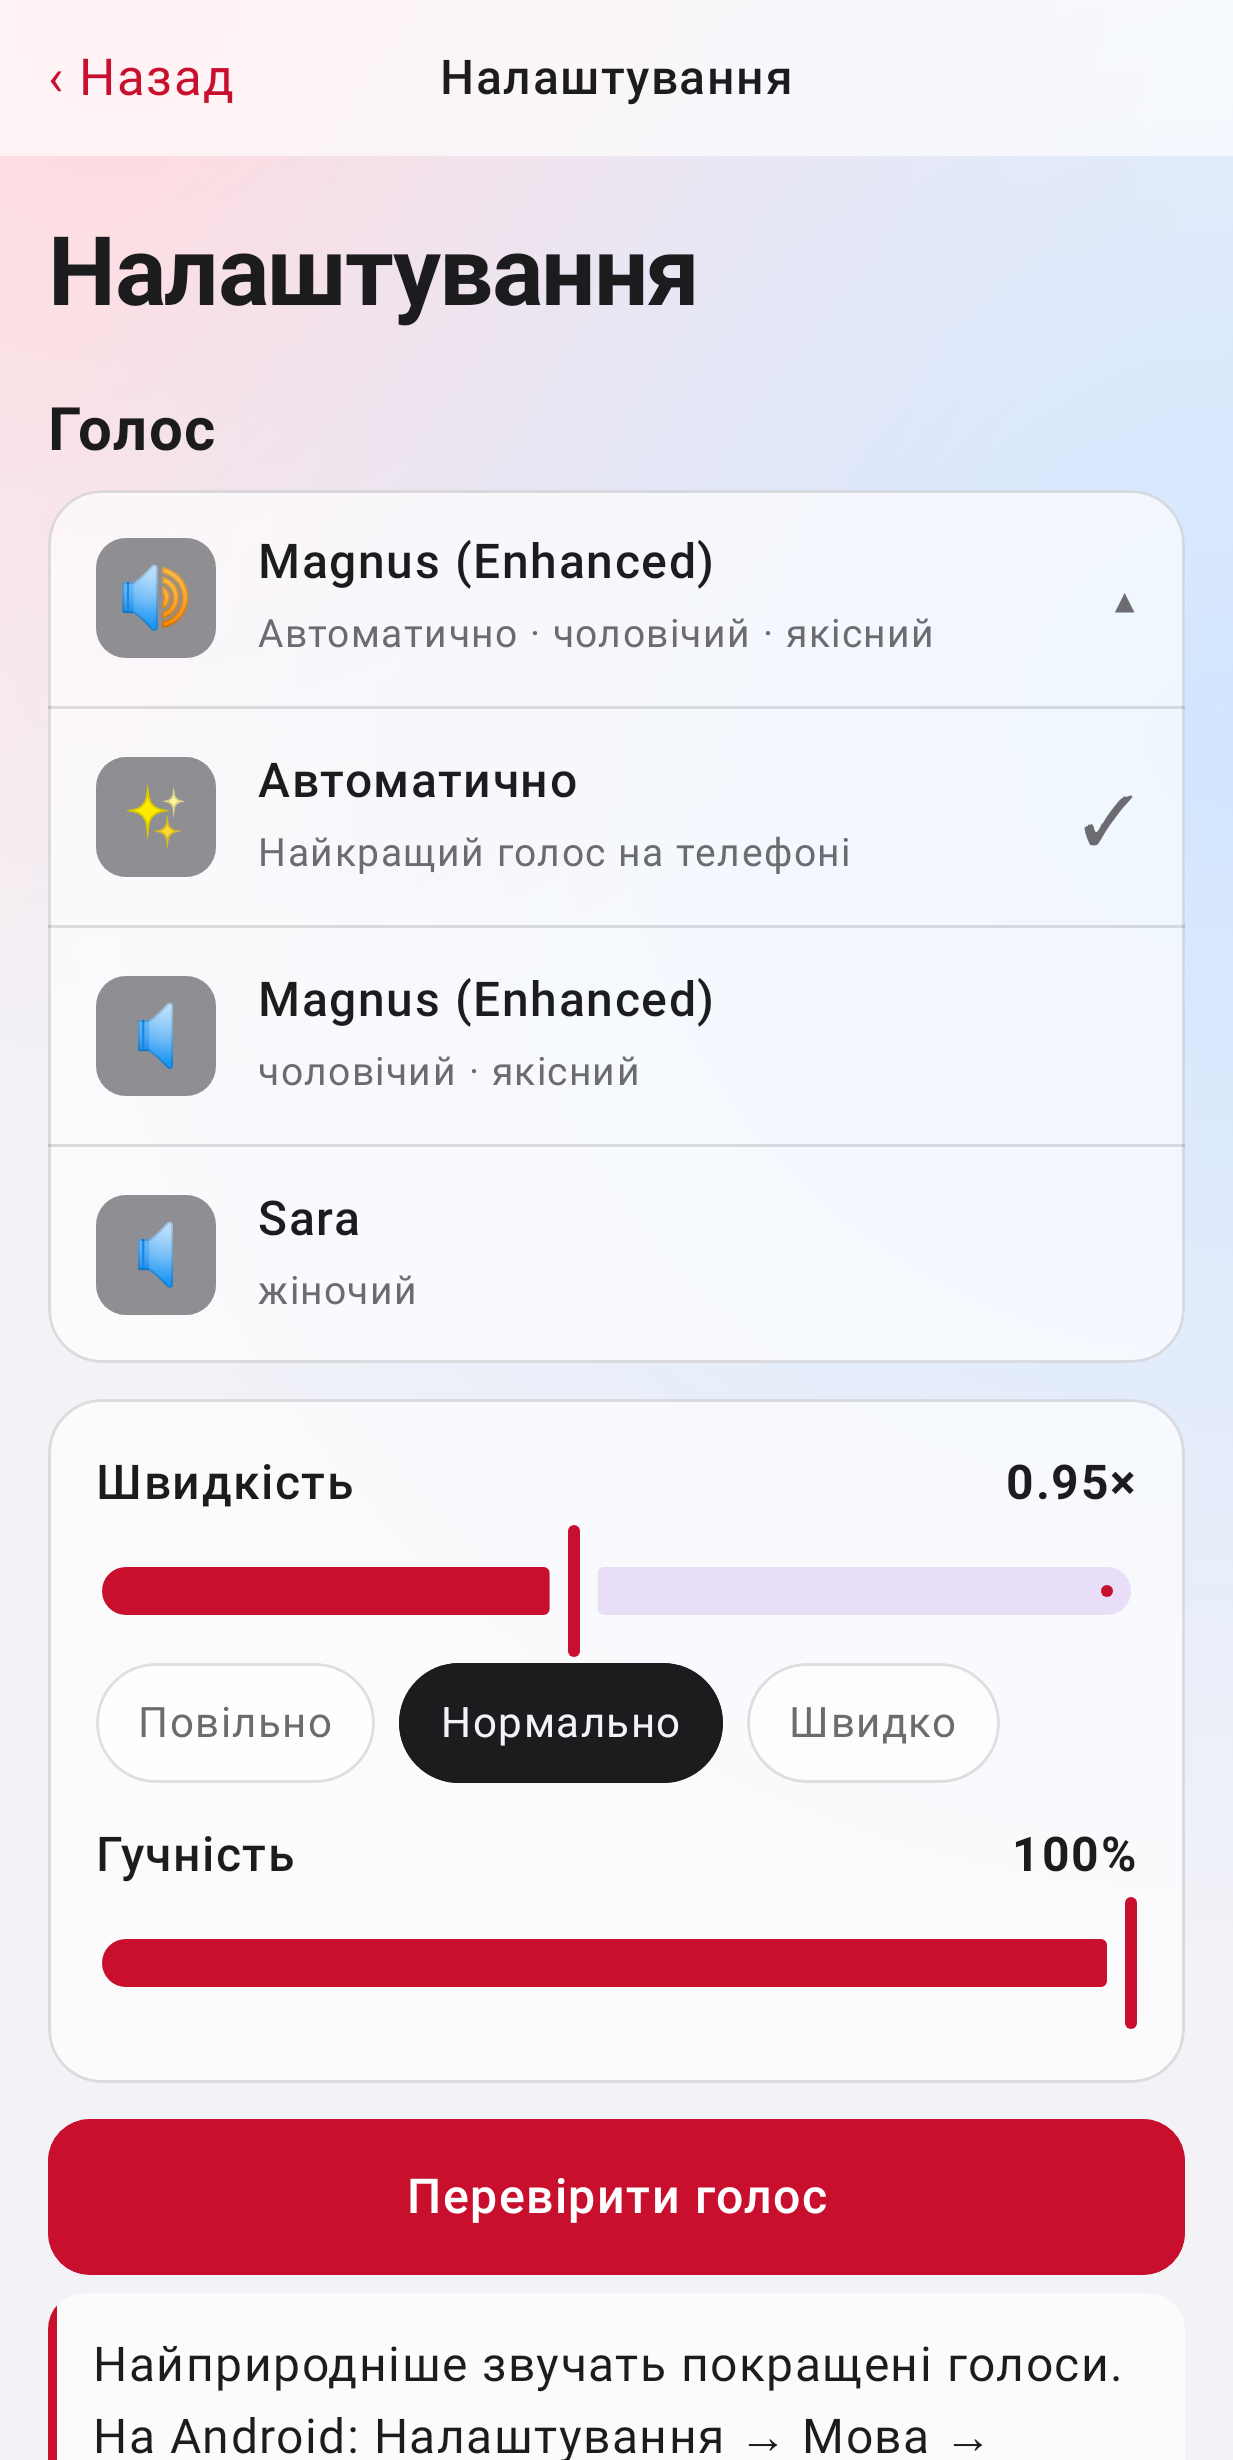 ‹ Назад
Налаштування
Налаштування
Голос
Magnus (Enhanced)
Автоматично · чоловічий · якісний
▲
Автоматично
Найкращий голос на телефоні
✓
Magnus (Enhanced)
чоловічий · якісний
Sara
жіночий
Швидкість
0.95×
Повільно
Нормально
Швидко
Гучність
100%
Перевірити голос
Найприродніше звучать покращені голоси.
На Android: Налаштування → Мова →